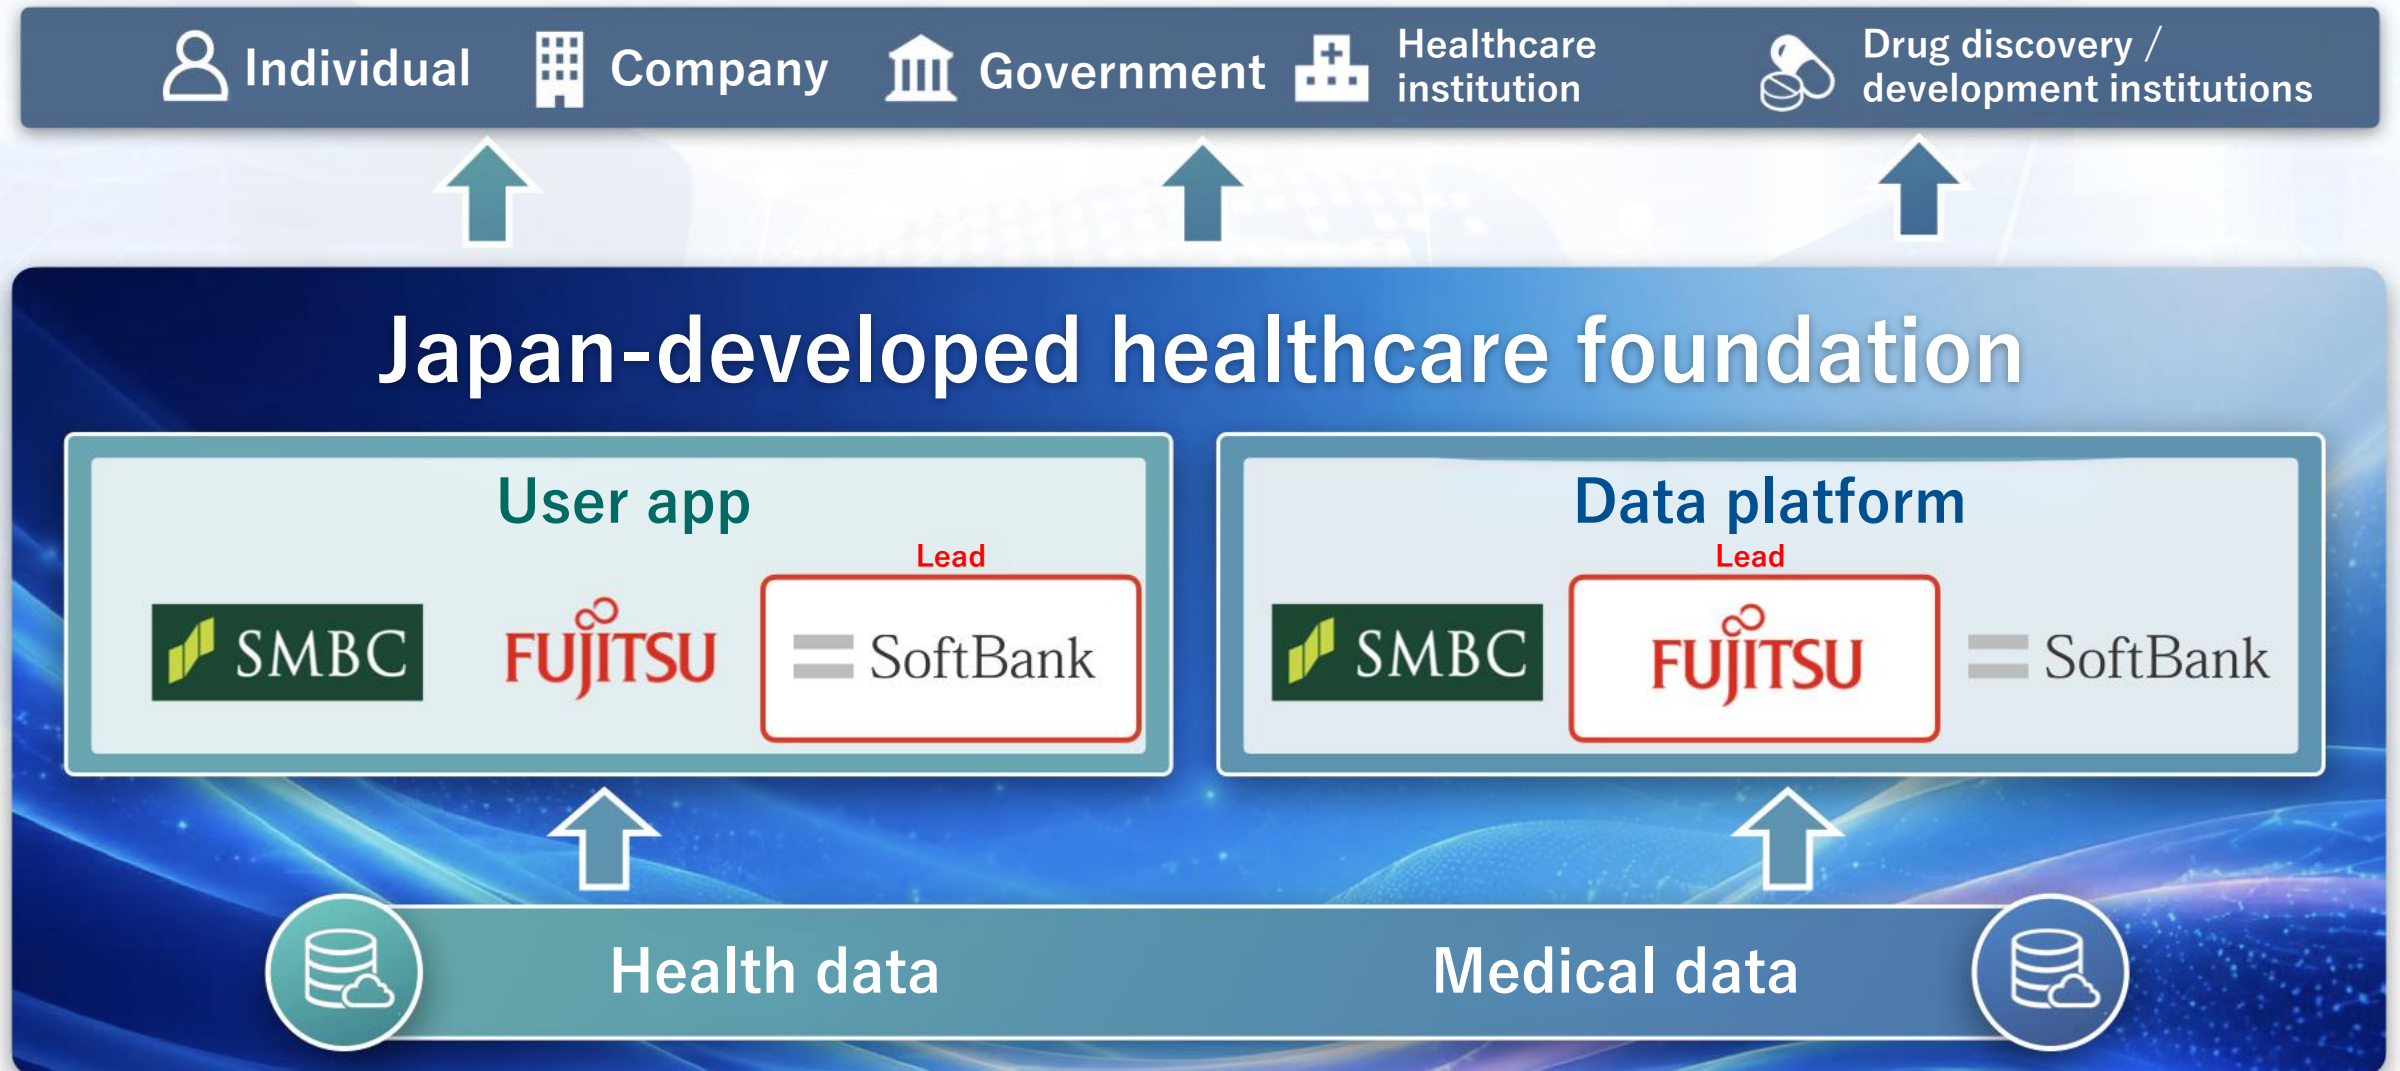 Individual
Company
Government
Healthcare
institution
Drug discovery /
development institutions
Japan-developed healthcare foundation
User app
Lead
SMBC
FUJITSU
SoftBank
Data platform
Lead
SMBC
FUJITSU
SoftBank
Health data
Medical data